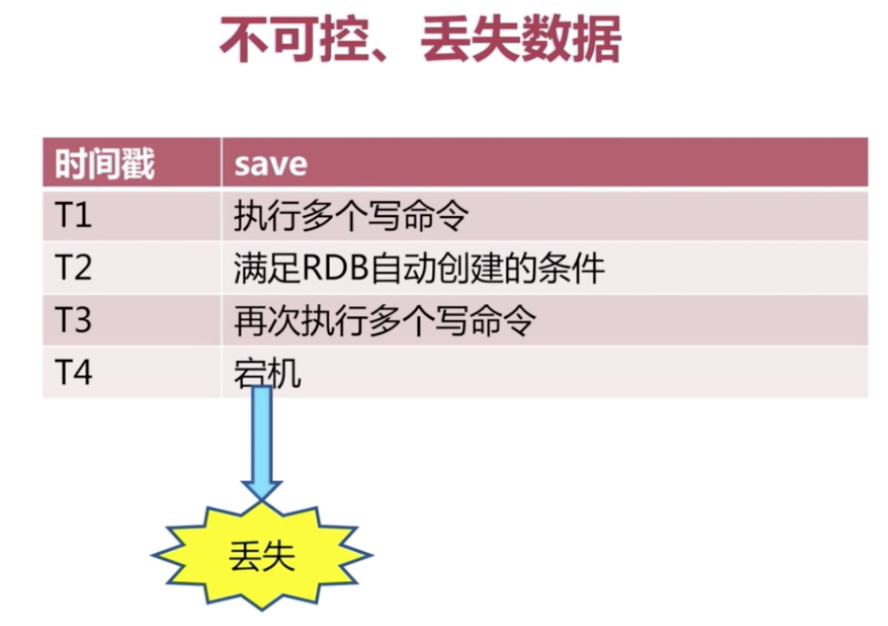 不可控、丢失数据
时间戳 save
T1 执行多个写命令
T2 满足RDB自动创建的条件
T3 再次执行多个写命令
T4 宕机
丢失